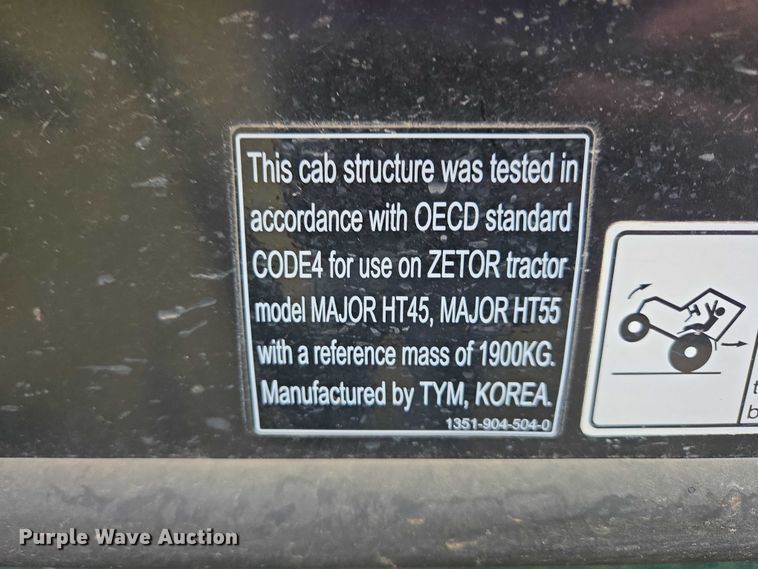 This cab structure was tested in
accordance with OECD standard
CODE4 for use on ZETOR tractor
model MAJOR HT45, MAJOR HT55
with a reference mass of 1900KG.
Manufactured by TYM, KOREA.
1351-904-504-0
Purple Wave Auction